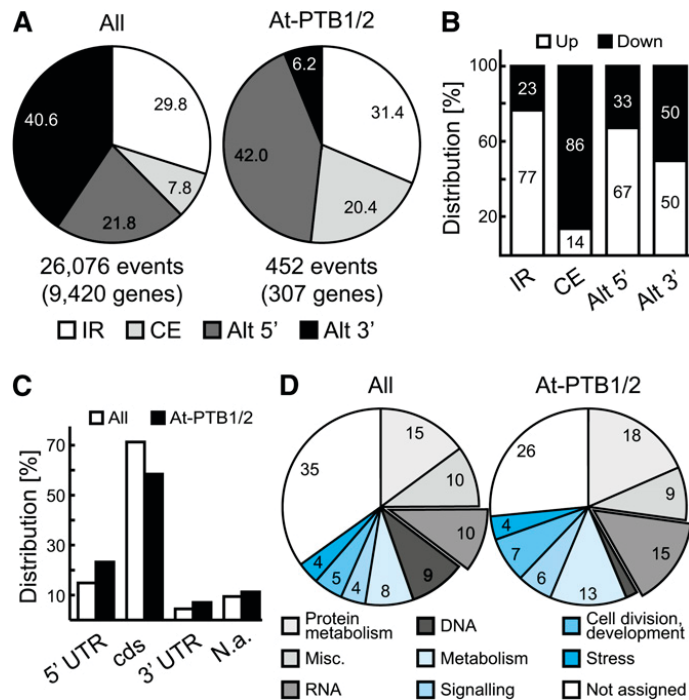 A
All
At-PTB1/2
40.6
29.8
7.8
21.8
6.2
31.4
42.0
20.4
26,076 events
(9,420 genes)
452 events
(307 genes)
IR CE Alt 5' Alt 3'
B
Up Down
Distribution [%]
100
60
20
23
77
86
14
33
67
50
50
IR CE Alt 5' Alt 3'
C
All At-PTB1/2
Distribution [%]
70
50
30
10
5' UTR cds 3' UTR N.a.
D
All
At-PTB1/2
35
15
10
10
9
8
4
5
4
26
18
9
15
13
6
7
4
Protein
metabolism
Misc.
RNA
DNA
Metabolism
Signalling
Cell division,
development
Stress
Not assigned